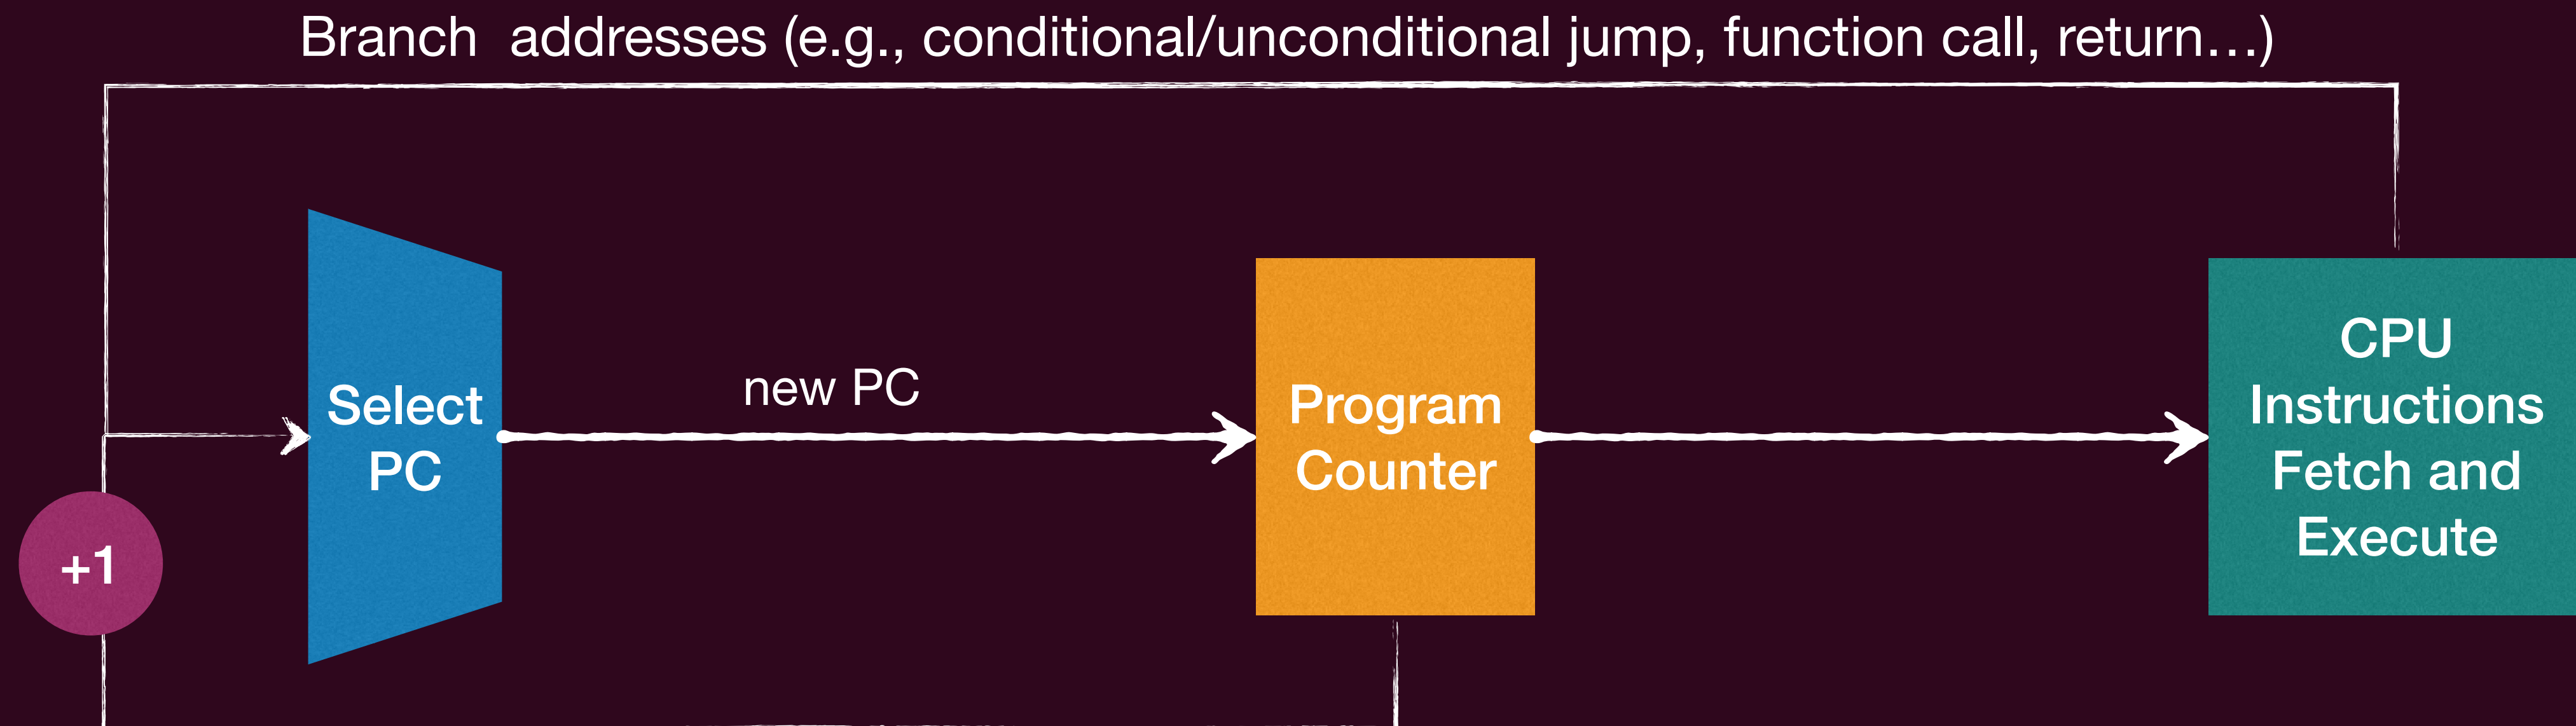 Branch  addresses (e.g., conditional/unconditional jump, function call, return…)
Select
PC
new PC
Program
Counter
CPU
Instructions
Fetch and
Execute
+1